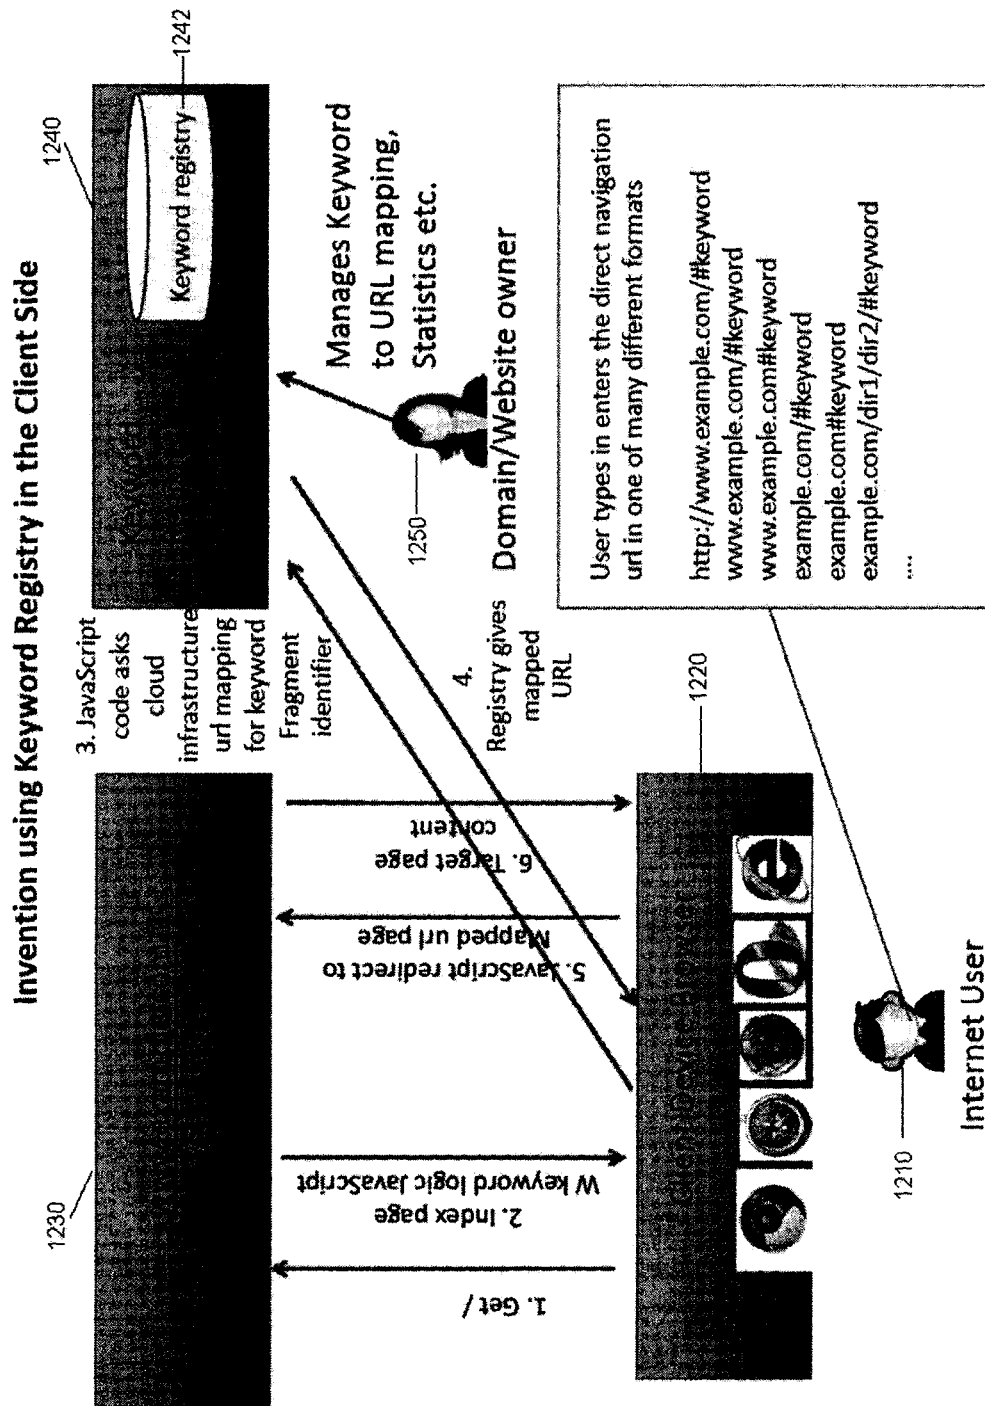 Invention using Keyword Registry in the Client Side
1230
1240
1242
Keyword registry
3. JavaScript
code asks
cloud
infrastructure
url mapping
for keyword
Fragment
identifier
Manages Keyword
to URL mapping,
Statistics etc.
1250
Domain/Website owner
4.
Registry gives
mapped
URL
1. Get /
2. Index page
W keyword logic JavaScript
5. JavaScript redirect to
Mapped url page
6. Target page
content
1220
1210
Internet User
User types in enters the direct navigation
url in one of many different formats
http://www.example.com/#keyword
www.example.com/#keyword
www.example.com#keyword
example.com/#keyword
example.com#keyword
example.com/dir1/dir2/#keyword
....